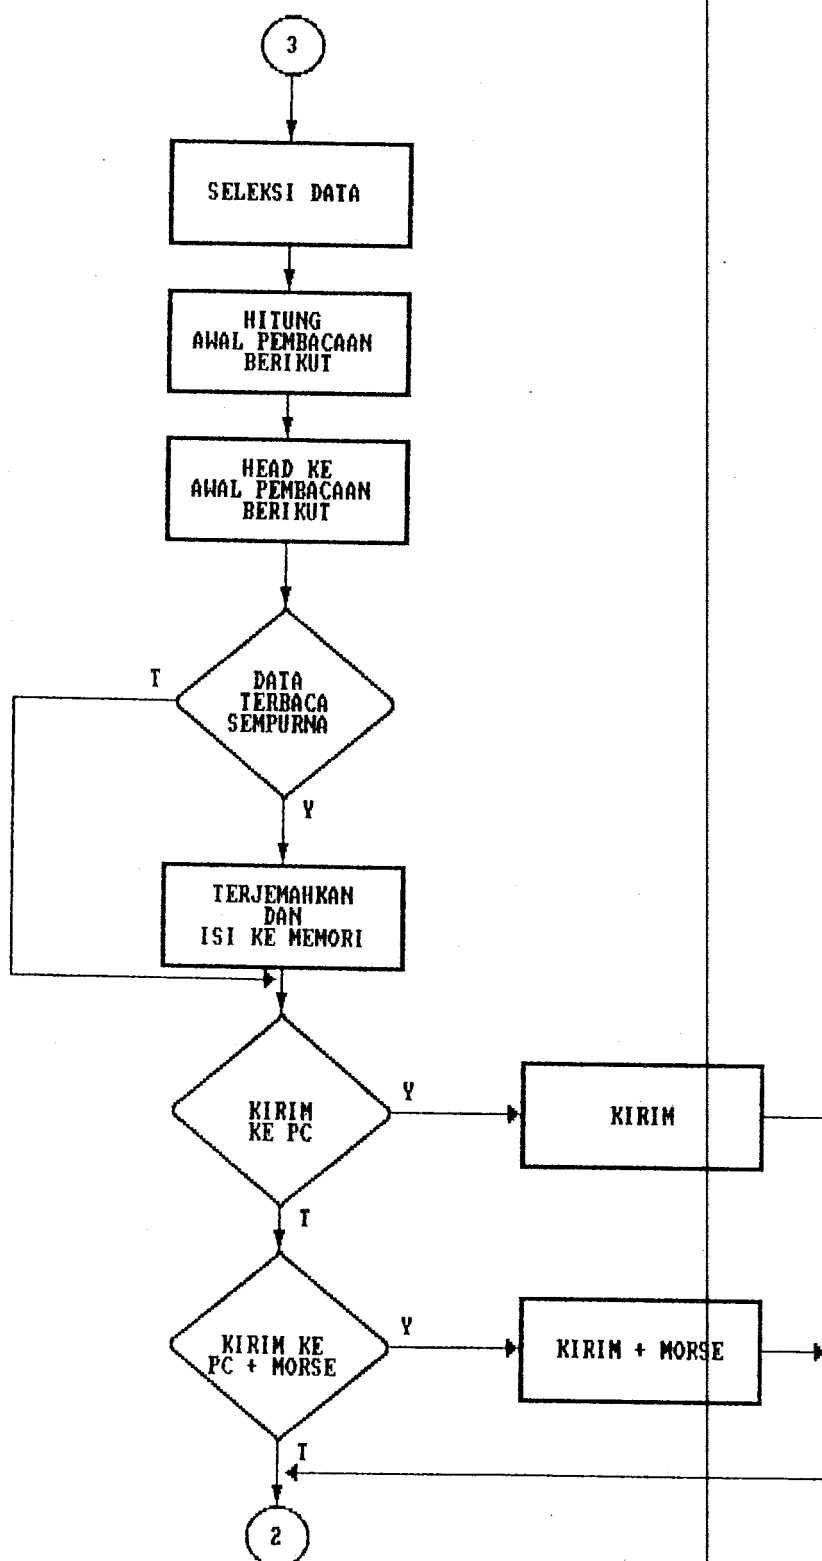 3
SELEKSI DATA
HITUNG
AWAL PEMBACAAN
BERIKUT
HEAD KE
AWAL PEMBACAAN
BERIKUT
T
DATA
TERBACA
SEMPURNA
Y
TERJEMAHKAN
DAN
ISI KE MEMORI
KIRIM
KE PC
Y
KIRIM
T
KIRIM KE
PC + MORSE
Y
KIRIM + MORSE
T
2